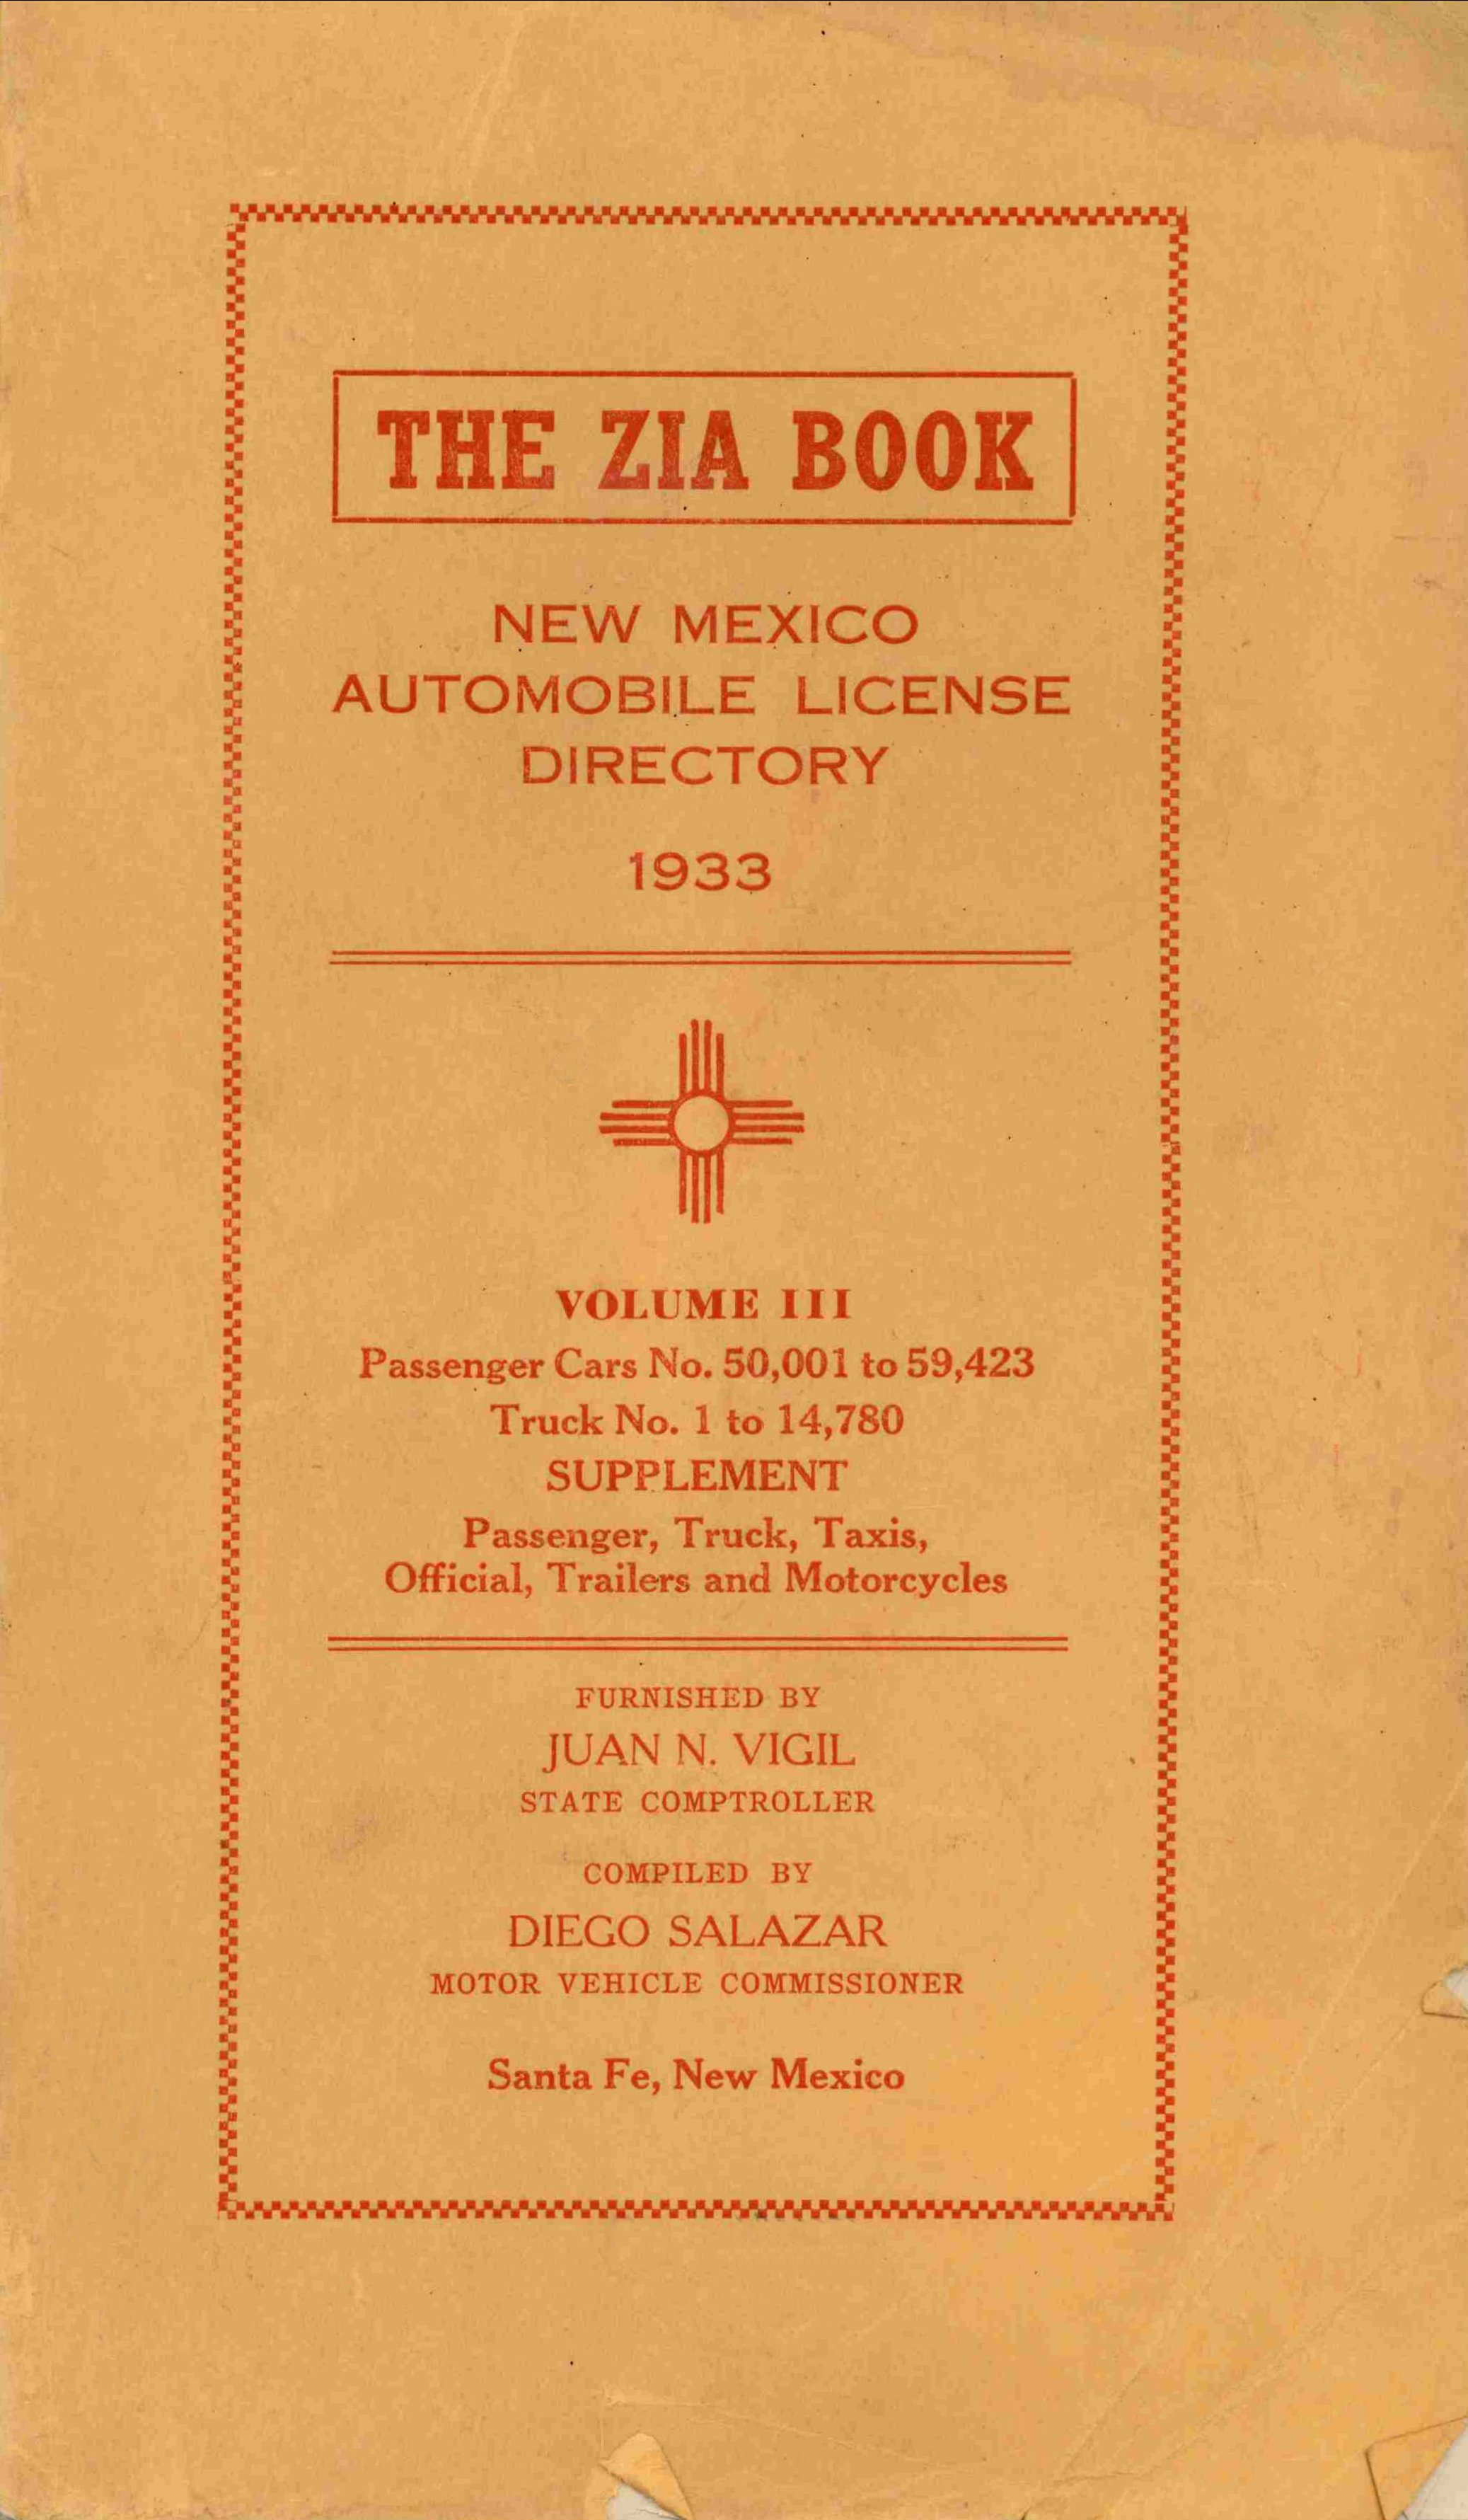 THE ZIA BOOK
NEW MEXICO
AUTOMOBILE LICENSE
DIRECTORY
1933
VOLUME III
Passenger Cars No. 50,001 to 59,423
Truck No. 1 to 14,780
SUPPLEMENT
Passenger, Truck, Taxis,
Official, Trailers and Motorcycles
FURNISHED BY
JUAN N. VIGIL
STATE COMPTROLLER
COMPILED BY
DIEGO SALAZAR
MOTOR VEHICLE COMMISSIONER
Santa Fe, New Mexico